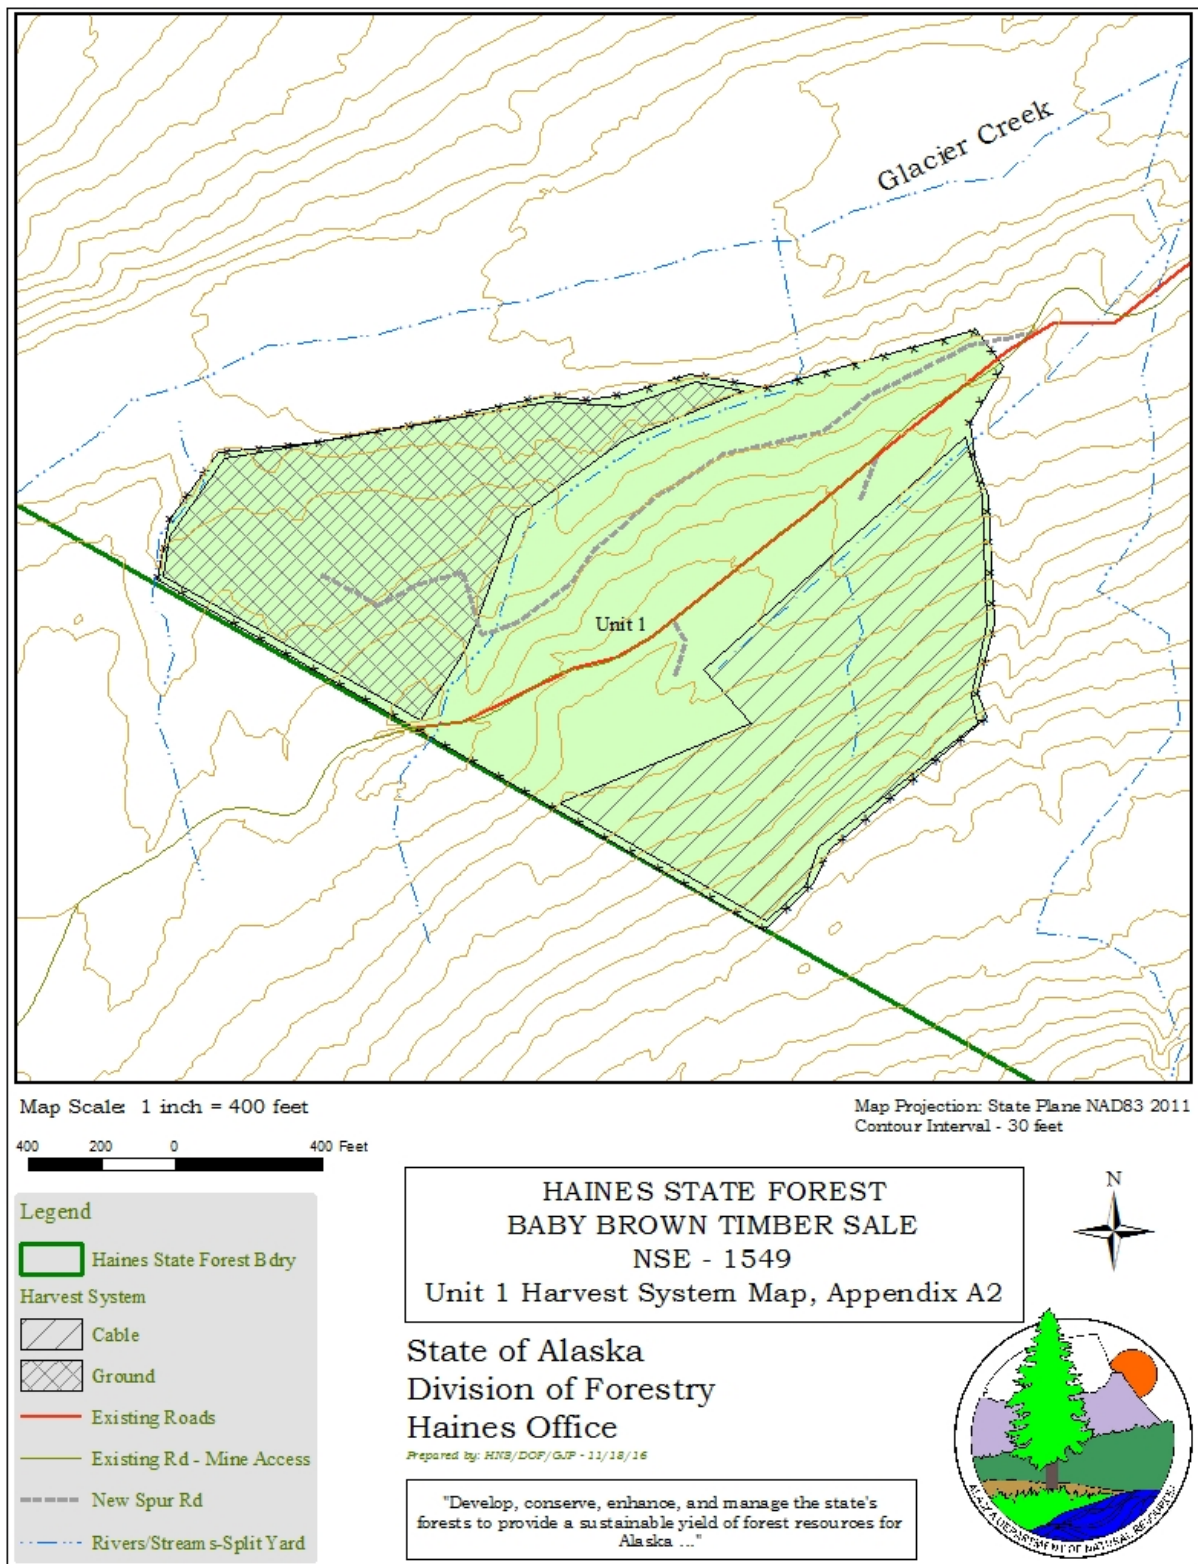 Glacier Creek
Unit 1
Map Scale: 1 inch = 400 feet
Map Projection: State Plane NAD83 2011
Contour Interval - 30 feet
400 200 0 400 Feet
Legend
Haines State Forest Bdry
Harvest System
Cable
Ground
Existing Roads
Existing Rd - Mine Access
New Spur Rd
Rivers/Streams-Split Yard
HAINES STATE FOREST
BABY BROWN TIMBER SALE
NSE - 1549
Unit 1 Harvest System Map, Appendix A2
N
State of Alaska
Division of Forestry
Haines Office
Prepared by: HNS/DOF/GJP - 11/18/16
"Develop, conserve, enhance, and manage the state's
forests to provide a sustainable yield of forest resources for
Alaska ..."
ALASKA DEPARTMENT OF NATURAL RESOURCES